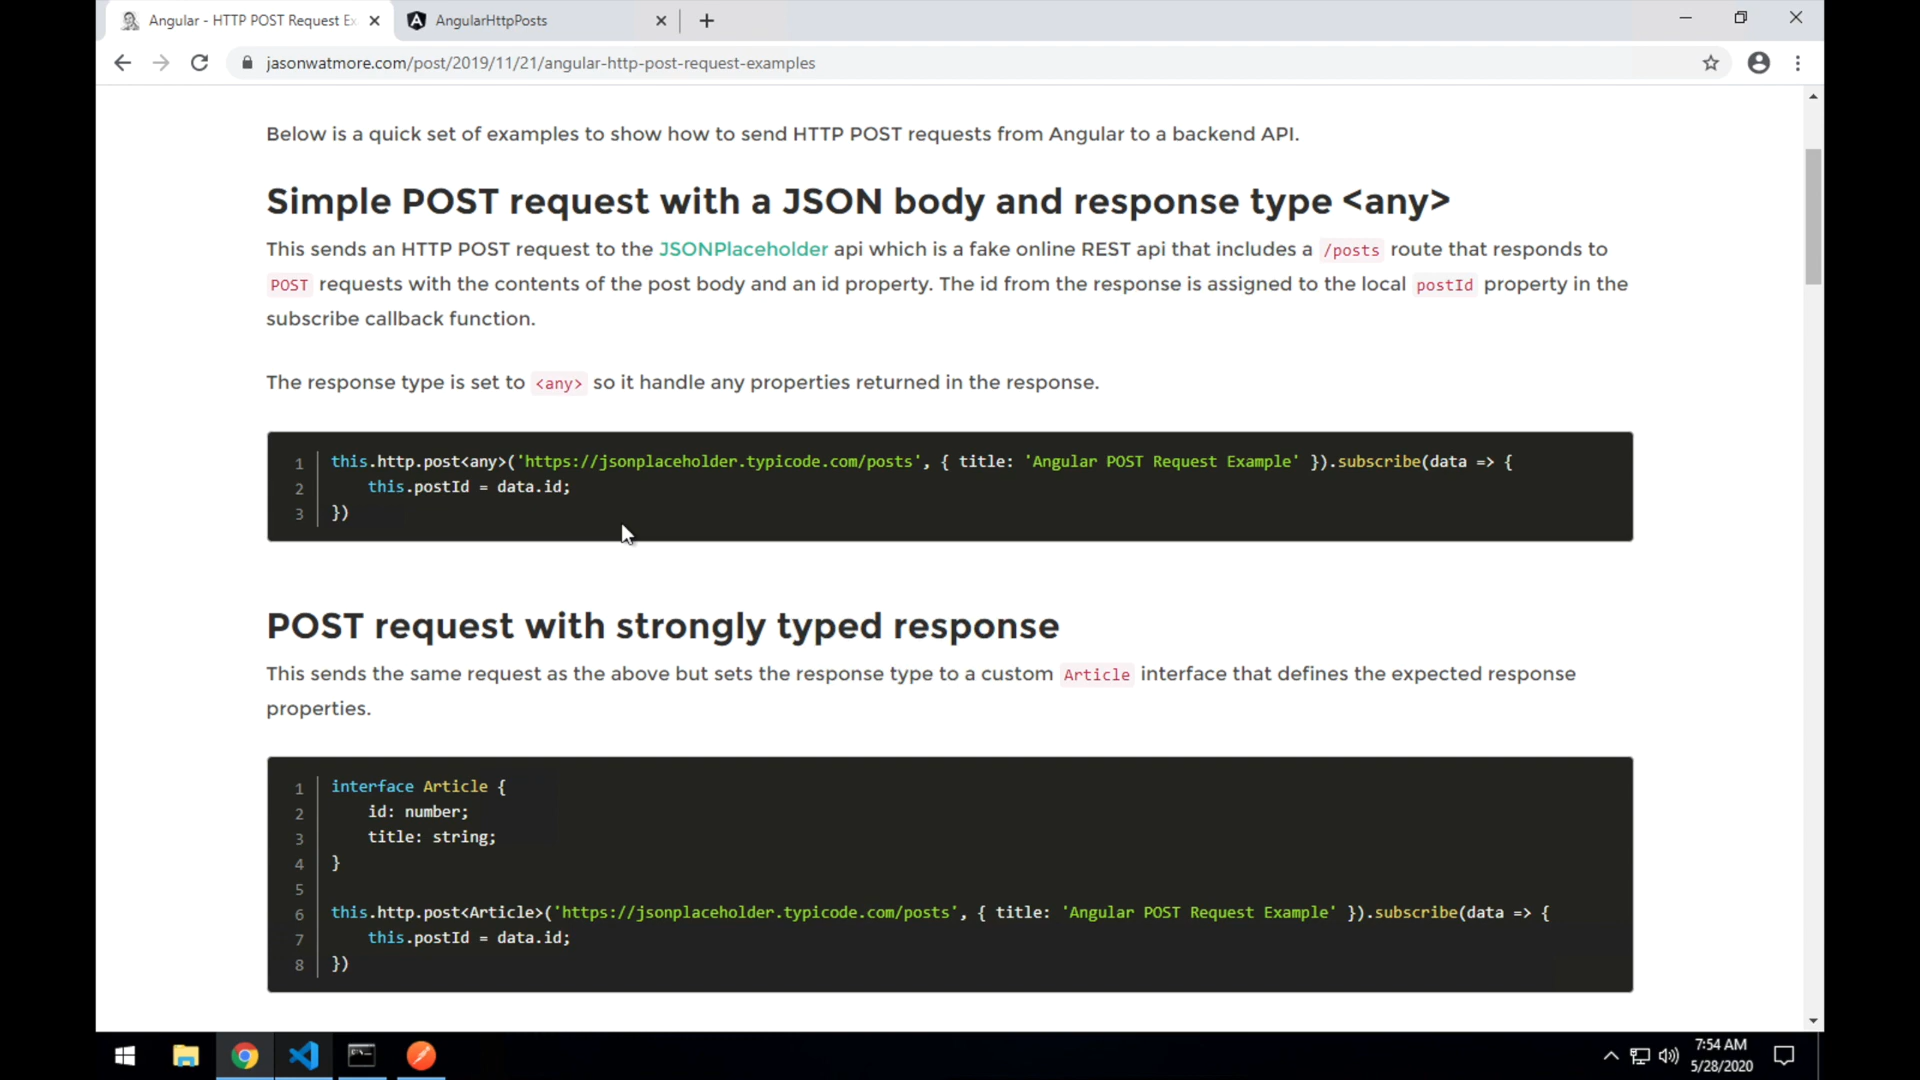 Angular - HTTP POST Request Ex
AngularHttpPosts
jasonwatmore.com/post/2019/11/21/angular-http-post-request-examples
Below is a quick set of examples to show how to send HTTP POST requests from Angular to a backend API.
Simple POST request with a JSON body and response type <any>
This sends an HTTP POST request to the JSONPlaceholder api which is a fake online REST api that includes a /posts route that responds to
POST requests with the contents of the post body and an id property. The id from the response is assigned to the local postId property in the
subscribe callback function.
The response type is set to <any> so it handle any properties returned in the response.
1 this.http.post<any>('https://jsonplaceholder.typicode.com/posts', { title: 'Angular POST Request Example' }).subscribe(data => {
2 this.postId = data.id;
3 })
POST request with strongly typed response
This sends the same request as the above but sets the response type to a custom Article interface that defines the expected response
properties.
1 interface Article {
2 id: number;
3 title: string;
4 }
5
6 this.http.post<Article>('https://jsonplaceholder.typicode.com/posts', { title: 'Angular POST Request Example' }).subscribe(data => {
7 this.postId = data.id;
8 })
7:54 AM
5/28/2020